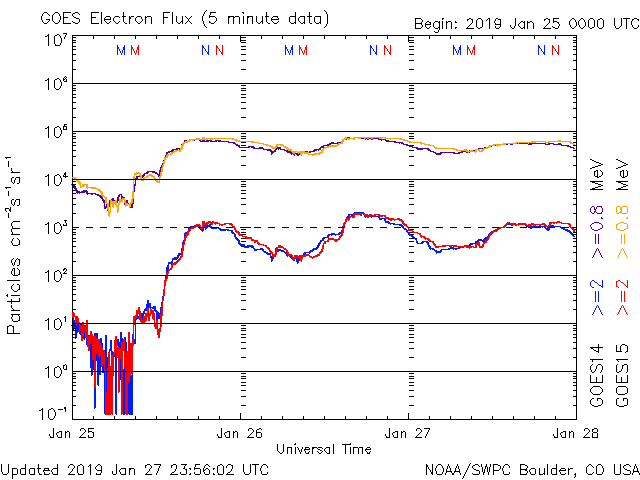 GOES Electron Flux (5 minute data)
Begin: 2019 Jan 25 0000 UTC
M M N N M M N N M M N N
10⁷
10⁶
10⁵
10⁴
10³
10²
10¹
10⁰
10⁻¹
Particles cm⁻²s⁻¹sr⁻¹
Jan 25 Jan 26 Jan 27 Jan 28
Universal Time
GOES14 >=2 >=0.8 MeV
GOES15 >=2 >=0.8 MeV
Updated 2019 Jan 27 23:56:02 UTC
NOAA/SWPC Boulder, CO USA